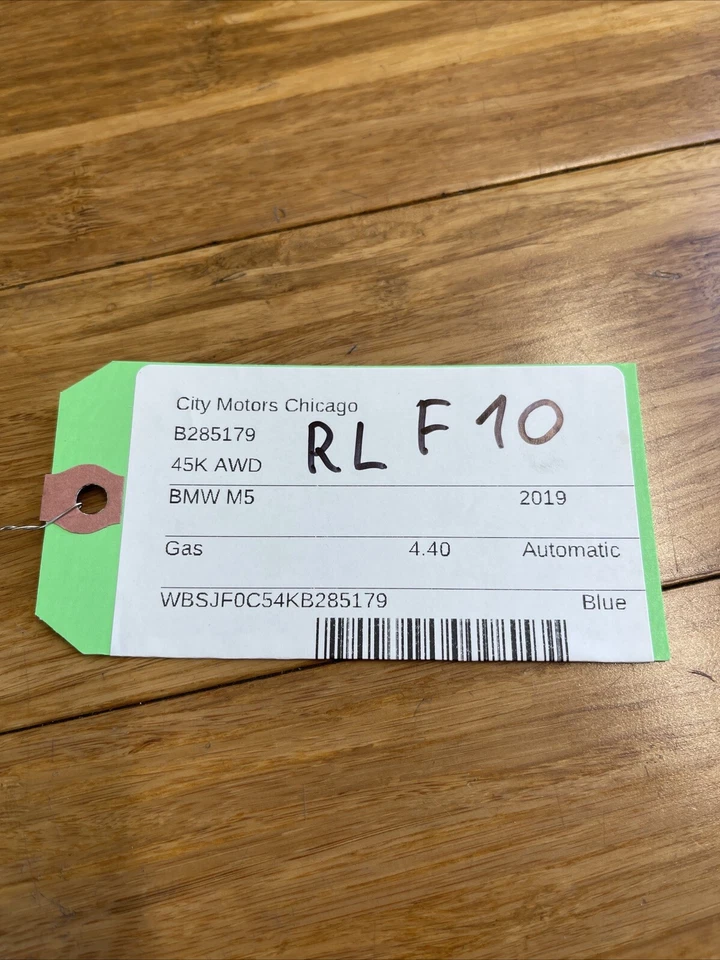 City Motors Chicago
B285179
RL F10
45K AWD
BMW M5 2019
Gas 4.40 Automatic
WBSJF0C54KB285179 Blue